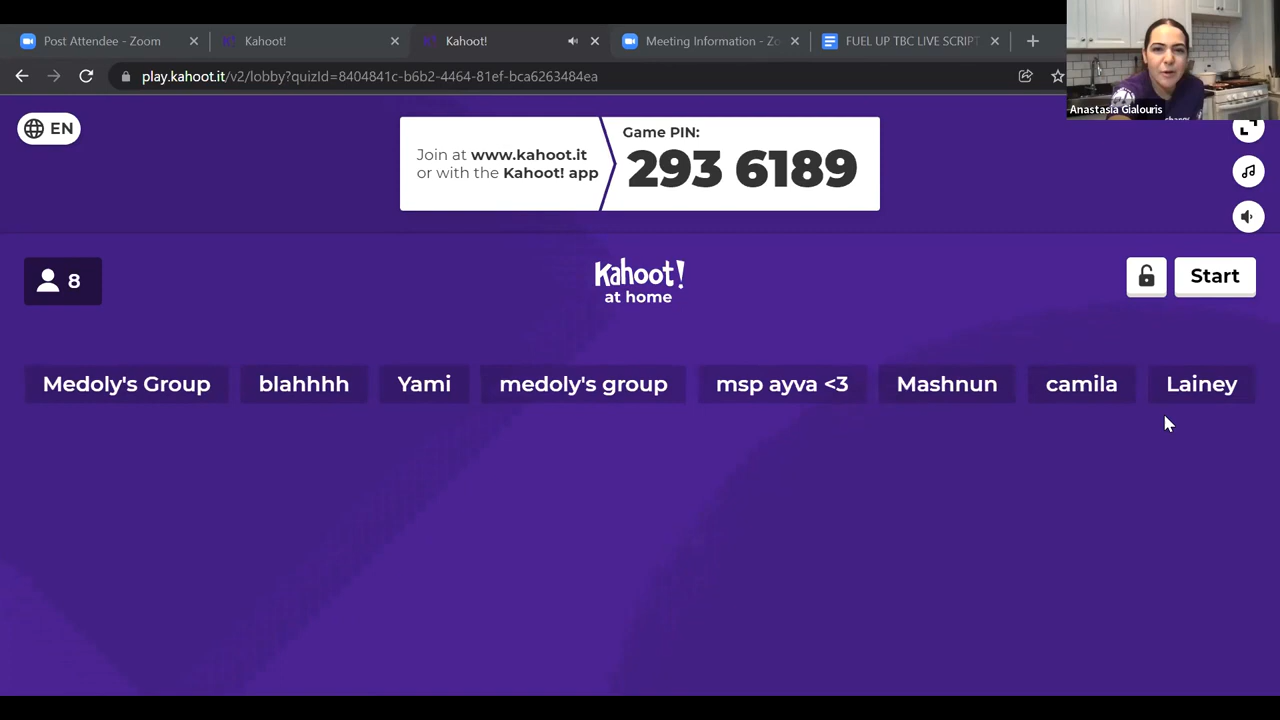 Post Attendee - Zoom
Kahoot!
Kahoot!
Meeting Information - Zo
FUEL UP TBC LIVE SCRIPT
play.kahoot.it/v2/lobby?quizId=8404841c-b6b2-4464-81ef-bca6263484ea
Anastasia Gialouris
change
EN
Join at www.kahoot.it
or with the Kahoot! app
Game PIN:
293 6189
8
Kahoot!
at home
Start
Medoly's Group
blahhhh
Yami
medoly's group
msp ayva <3
Mashnun
camila
Lainey